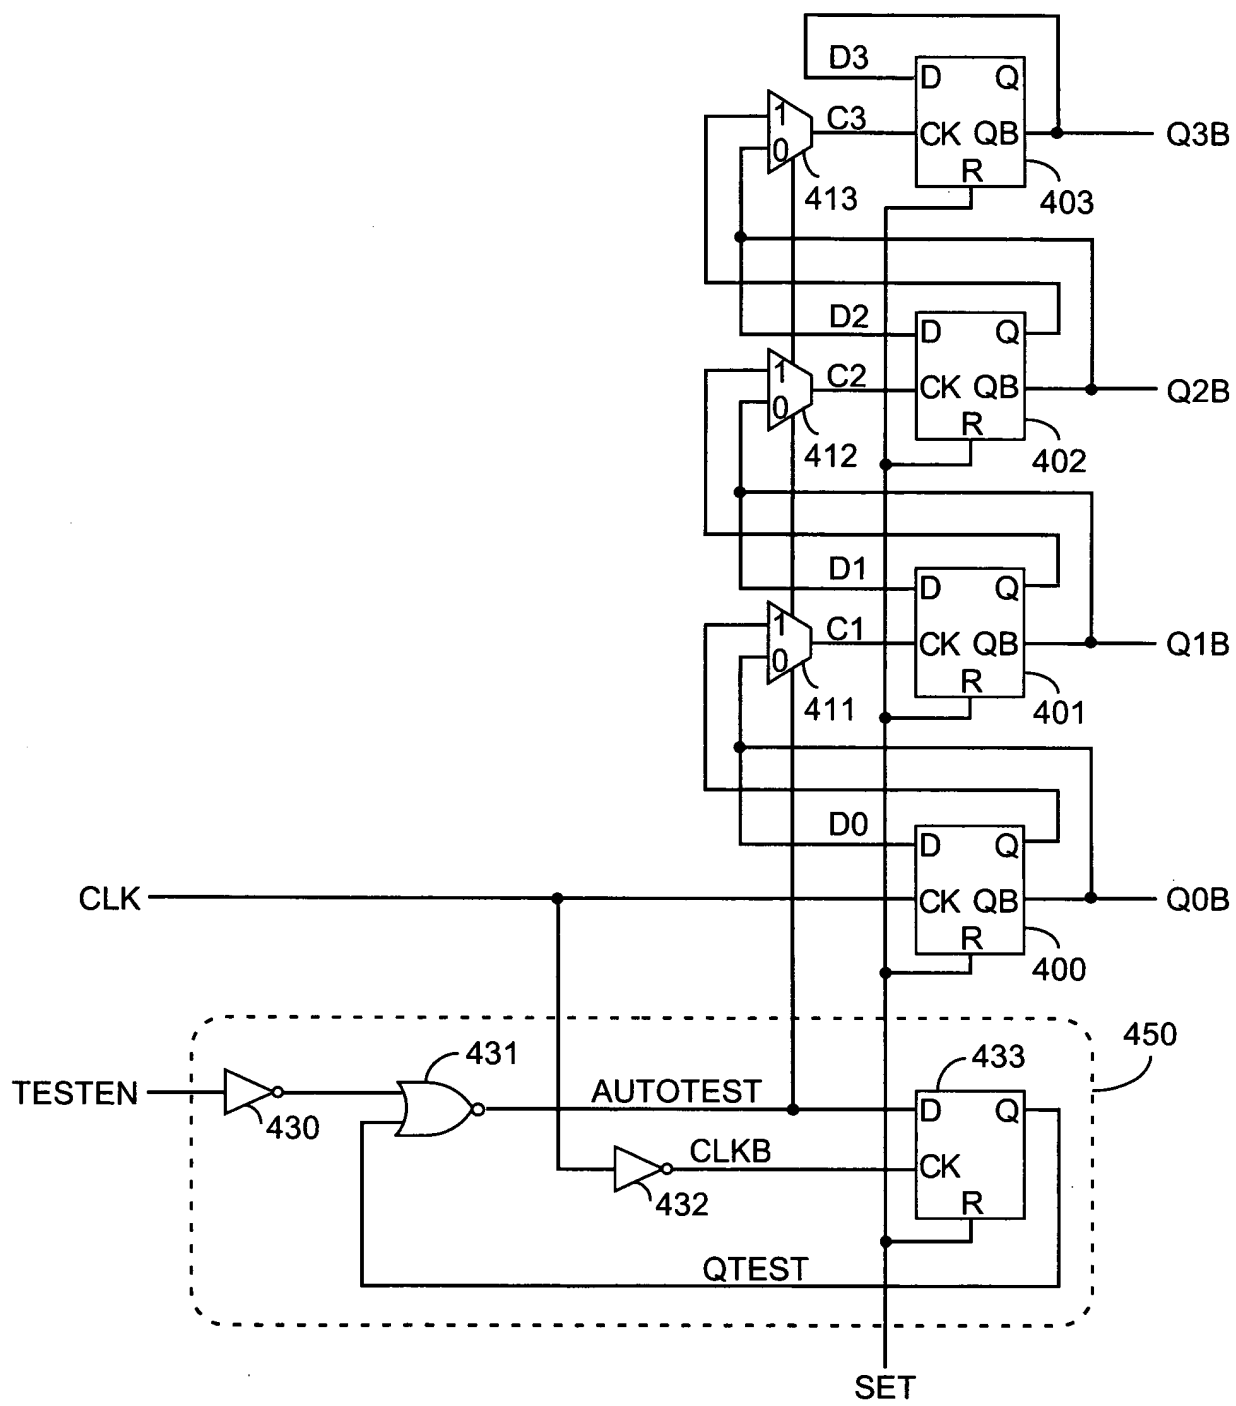 D3
D Q
1
C3
CK QB
Q3B
0
R
413
403
D2
D Q
1
C2
CK QB
Q2B
0
R
412
402
D1
D Q
1
C1
CK QB
Q1B
0
R
411
401
D0
D Q
CLK
CK QB
Q0B
R
400
450
431
433
TESTEN
AUTOTEST
D Q
430
CLKB
CK
432
R
QTEST
SET